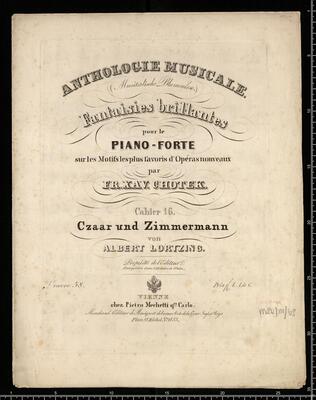 ANTHOLOGIE MUSICALE.
(Musikalische Blumenlese)
Fantaisies brillantes
pour le
PIANO-FORTE
sur les Motifs les plus favoris d'Opéras nouveaux
par
FR. XAV. CHOTEK.
Cahier 16.
Czaar und Zimmermann
von
ALBERT LORTZING.
Propriété de l'Editeur.
Oeuvre 58.
VIENNE
chez Pietro Mechetti qm Carlo.